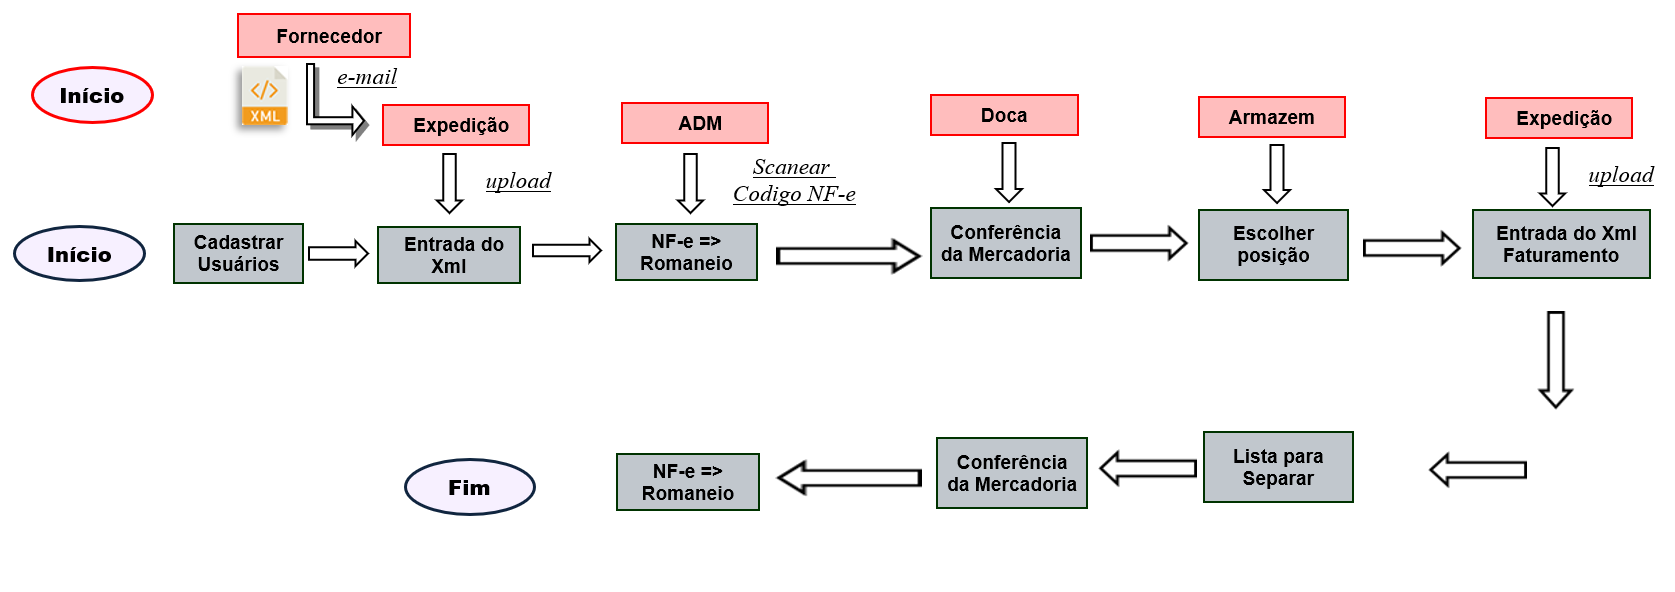 Fornecedor
e-mail
Início
XML
Expedição
ADM
Doca
Armazem
Expedição
upload
Scanear
Codigo NF-e
upload
Início
Cadastrar
Usuários
Entrada do
Xml
NF-e =>
Romaneio
Conferência
da Mercadoria
Escolher
posição
Entrada do Xml
Faturamento
Fim
NF-e =>
Romaneio
Conferência
da Mercadoria
Lista para
Separar